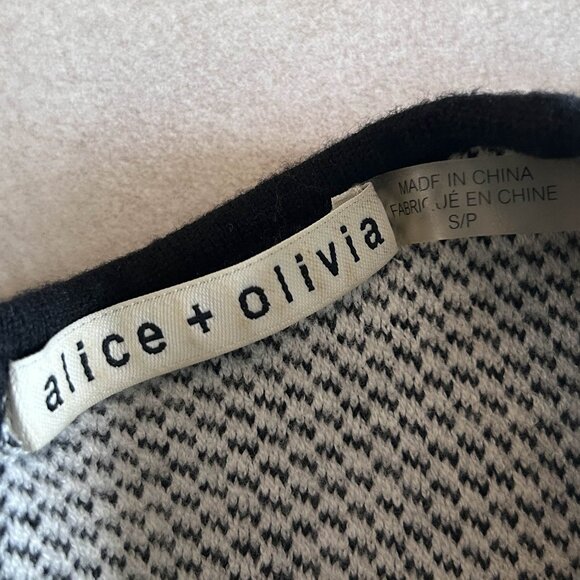 alice + olivia
MADE IN CHINA
FABRIQUÉ EN CHINE
S/P